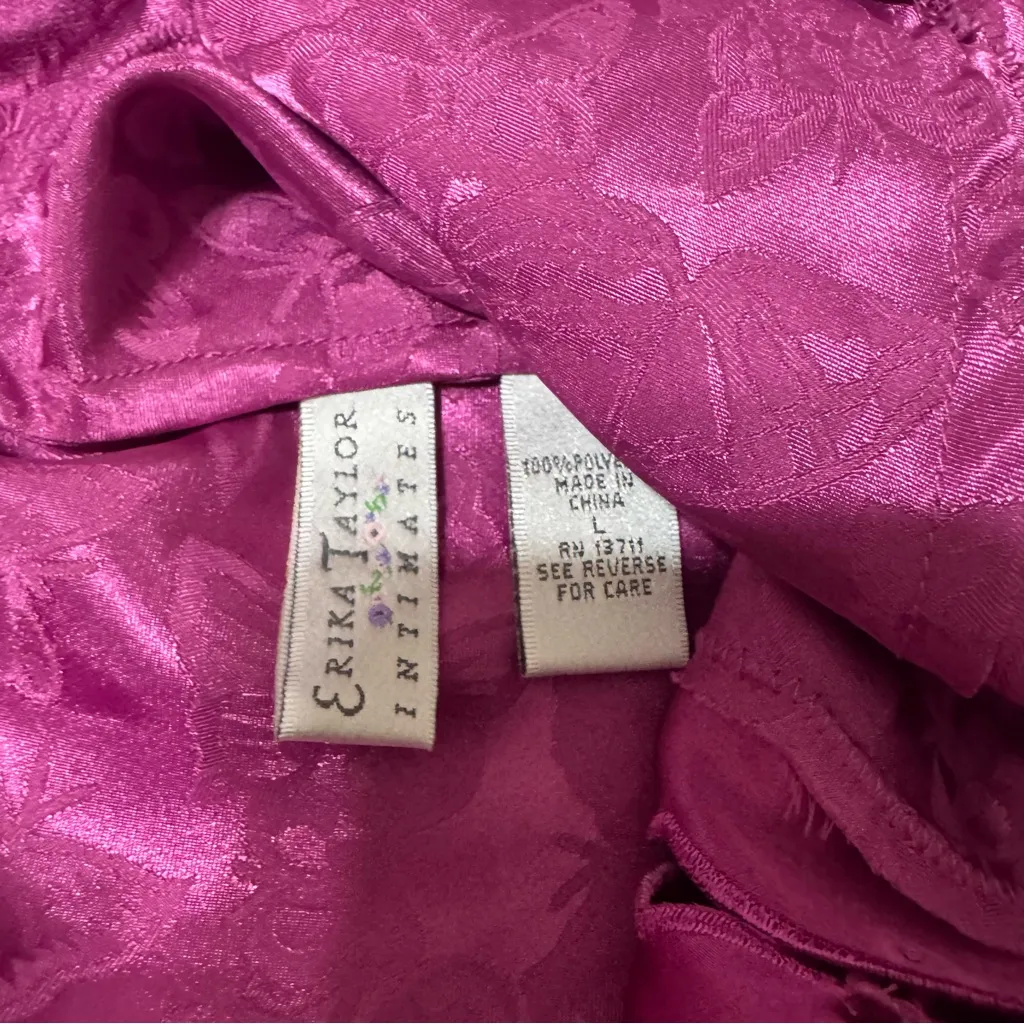 ERIKA TAYLOR
INTIMATES
100%POLYE
MADE IN
CHINA
L
RN 13711
SEE REVERSE
FOR CARE